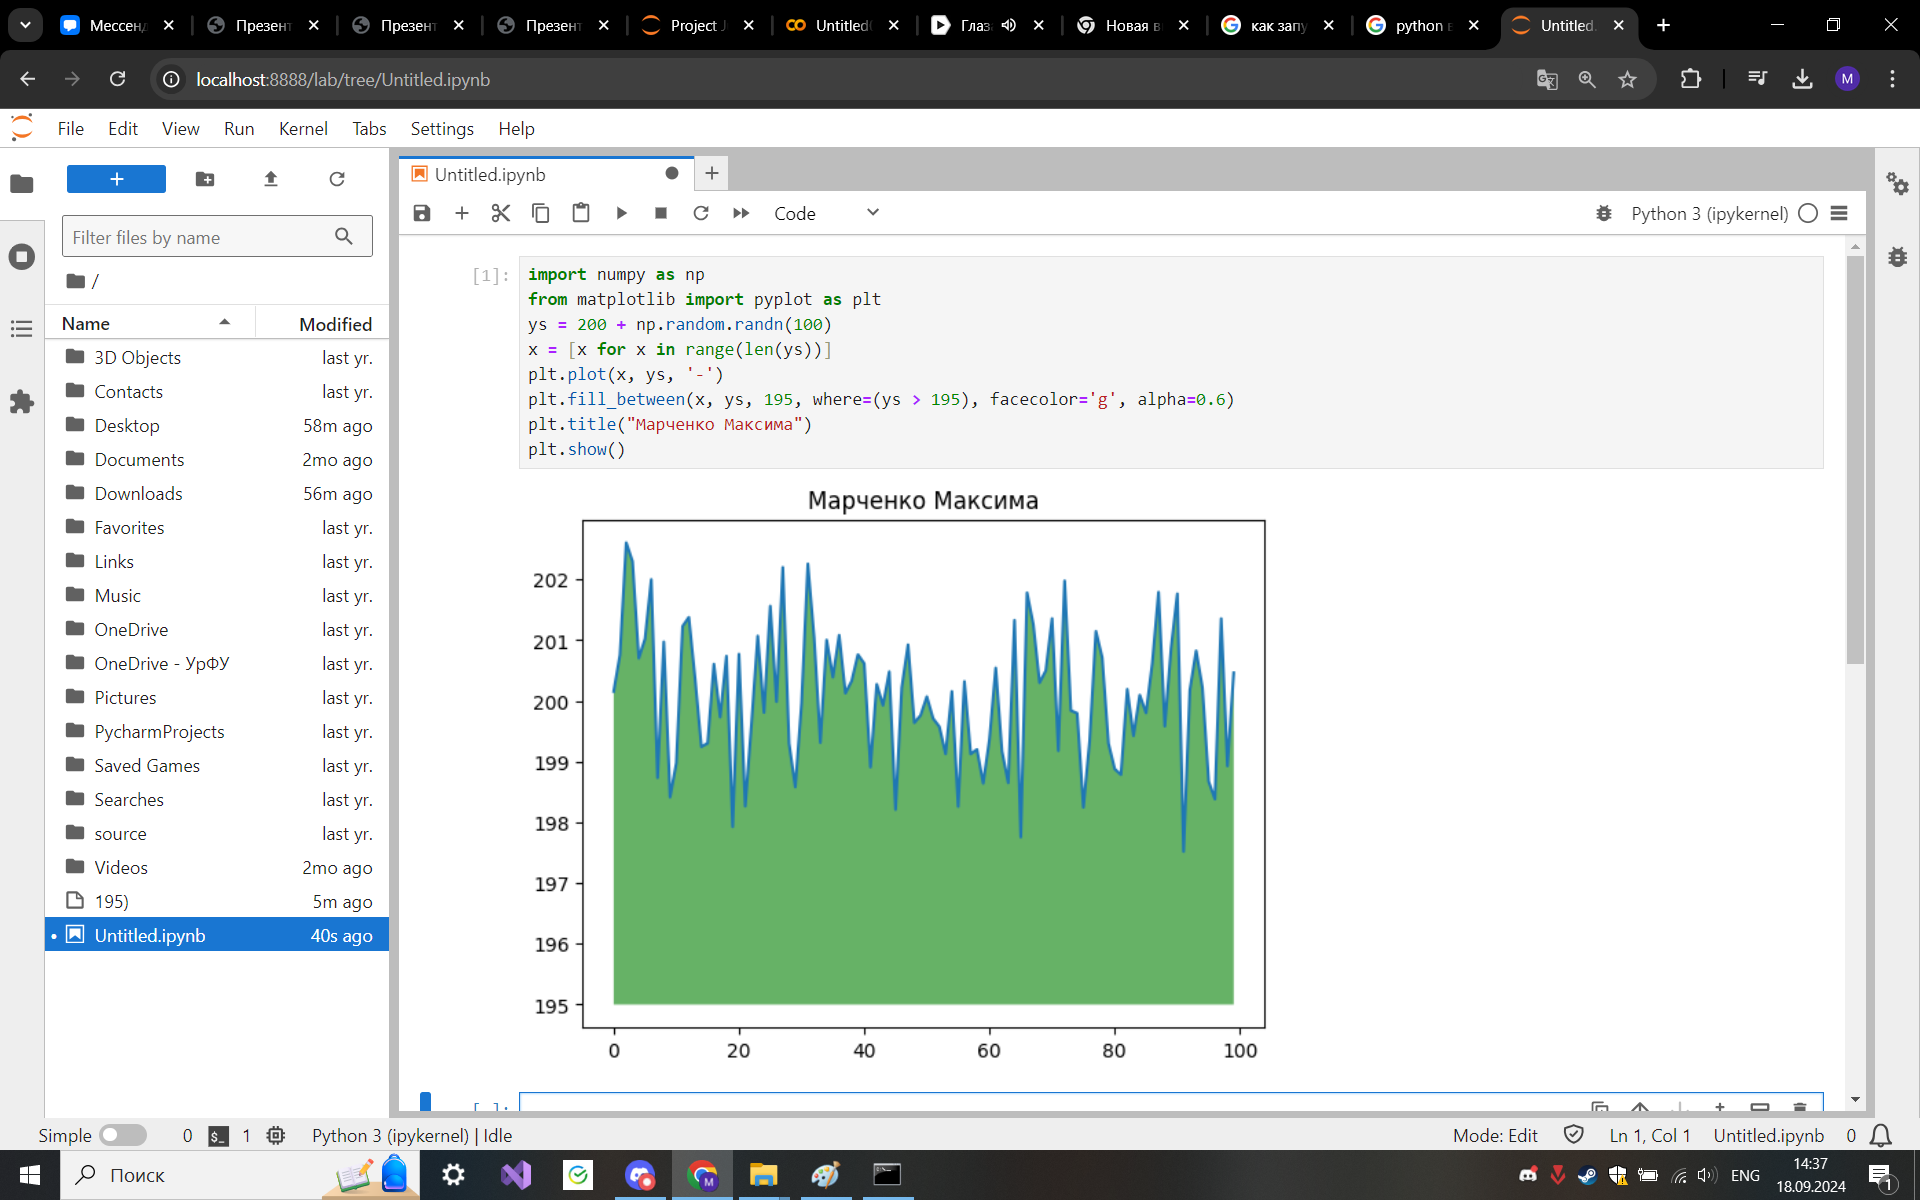 Мессенд
Презент
Презент
Презент
Project J
Untitled
Глаз
Новая в
как запу
python в
Untitled.
localhost:8888/lab/tree/Untitled.ipynb
M
File Edit View Run Kernel Tabs Settings Help
Untitled.ipynb
Code
Python 3 (ipykernel)
Filter files by name
/
Name Modified
3D Objects last yr.
Contacts last yr.
Desktop 58m ago
Documents 2mo ago
Downloads 56m ago
Favorites last yr.
Links last yr.
Music last yr.
OneDrive last yr.
OneDrive - УрФУ last yr.
Pictures last yr.
PycharmProjects last yr.
Saved Games last yr.
Searches last yr.
source last yr.
Videos 2mo ago
195) 5m ago
Untitled.ipynb 40s ago
[1]:
import numpy as np
from matplotlib import pyplot as plt
ys = 200 + np.random.randn(100)
x = [x for x in range(len(ys))]
plt.plot(x, ys, '-')
plt.fill_between(x, ys, 195, where=(ys > 195), facecolor='g', alpha=0.6)
plt.title("Марченко Максима")
plt.show()
Марченко Максима
202
201
200
199
198
197
196
195
0 20 40 60 80 100
[ ]:
Simple 0 1 Python 3 (ipykernel) | Idle
Mode: Edit Ln 1, Col 1 Untitled.ipynb 0
Поиск
M
ENG
14:37
18.09.2024
1